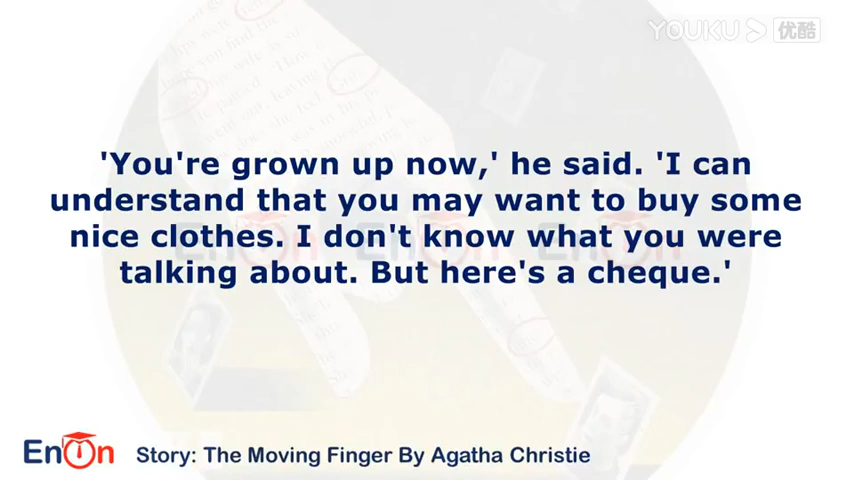 YOUKU 优酷
'You're grown up now,' he said. 'I can
understand that you may want to buy some
nice clothes. I don't know what you were
talking about. But here's a cheque.'
EnOn
Story: The Moving Finger By Agatha Christie